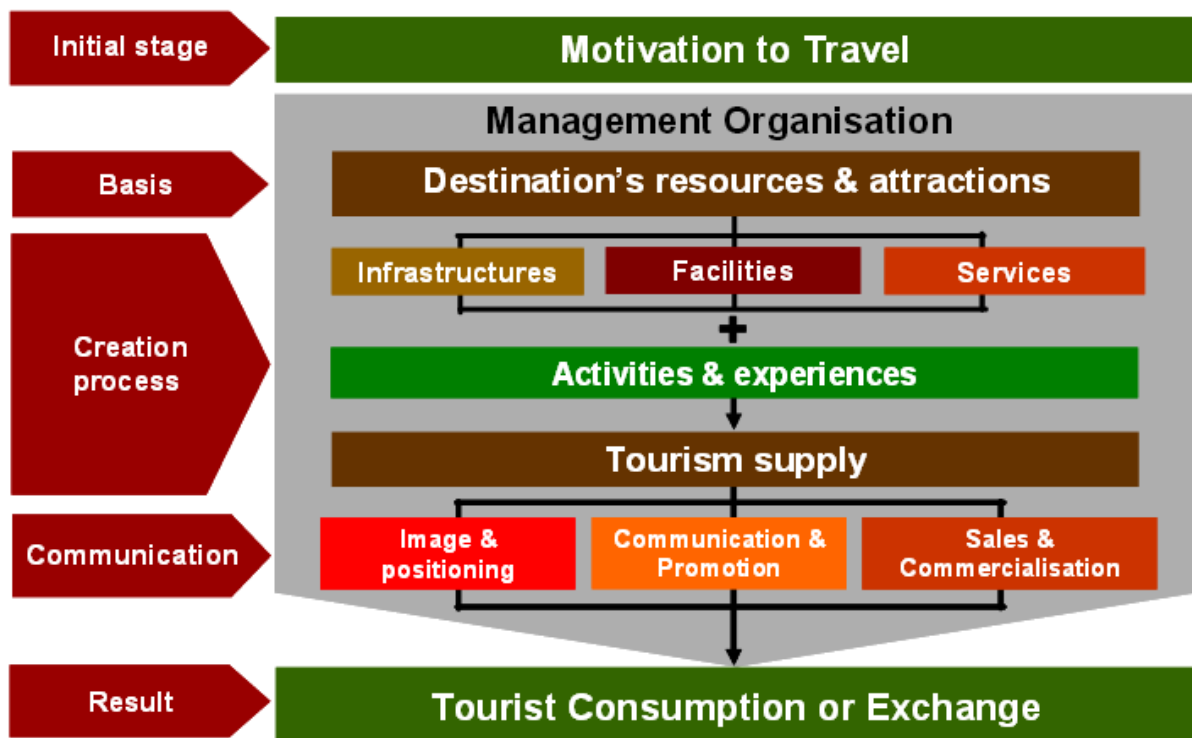 Initial stage
Motivation to Travel
Management Organisation
Basis
Destination’s resources & attractions
Infrastructures
Facilities
Services
Creation
process
Activities & experiences
Tourism supply
Communication
Image &
positioning
Communication &
Promotion
Sales &
Commercialisation
Result
Tourist Consumption or Exchange